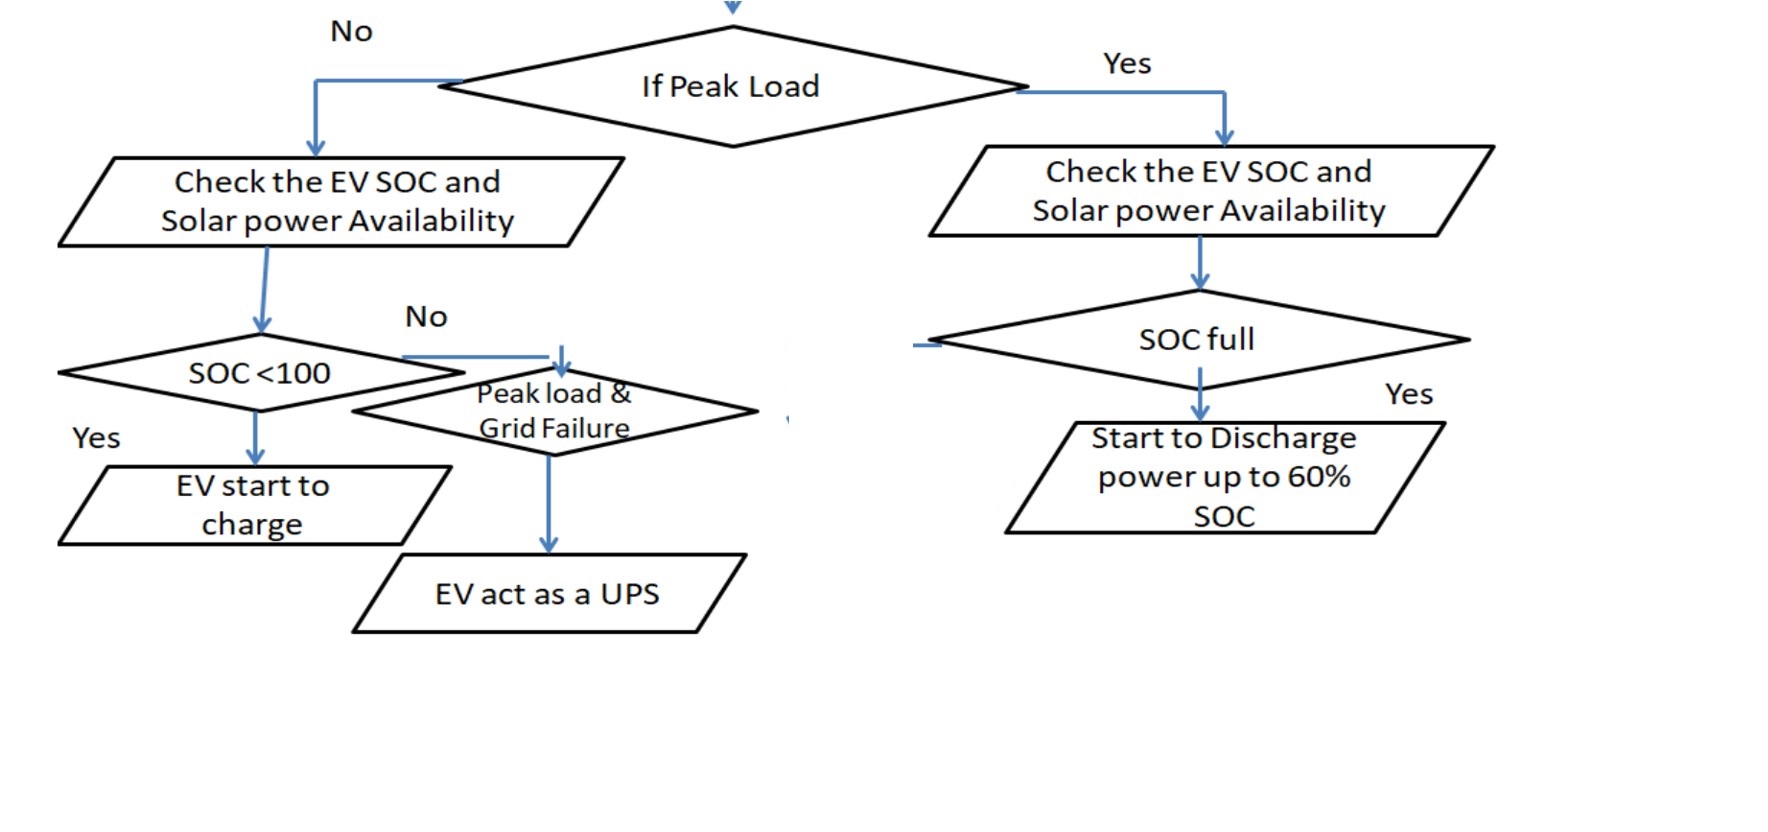 No
If Peak Load
Yes
Check the EV SOC and
Solar power Availability
Check the EV SOC and
Solar power Availability
No
SOC <100
Peak load &
Grid Failure
SOC full
Yes
Yes
EV start to
charge
Start to Discharge
power up to 60%
SOC
EV act as a UPS